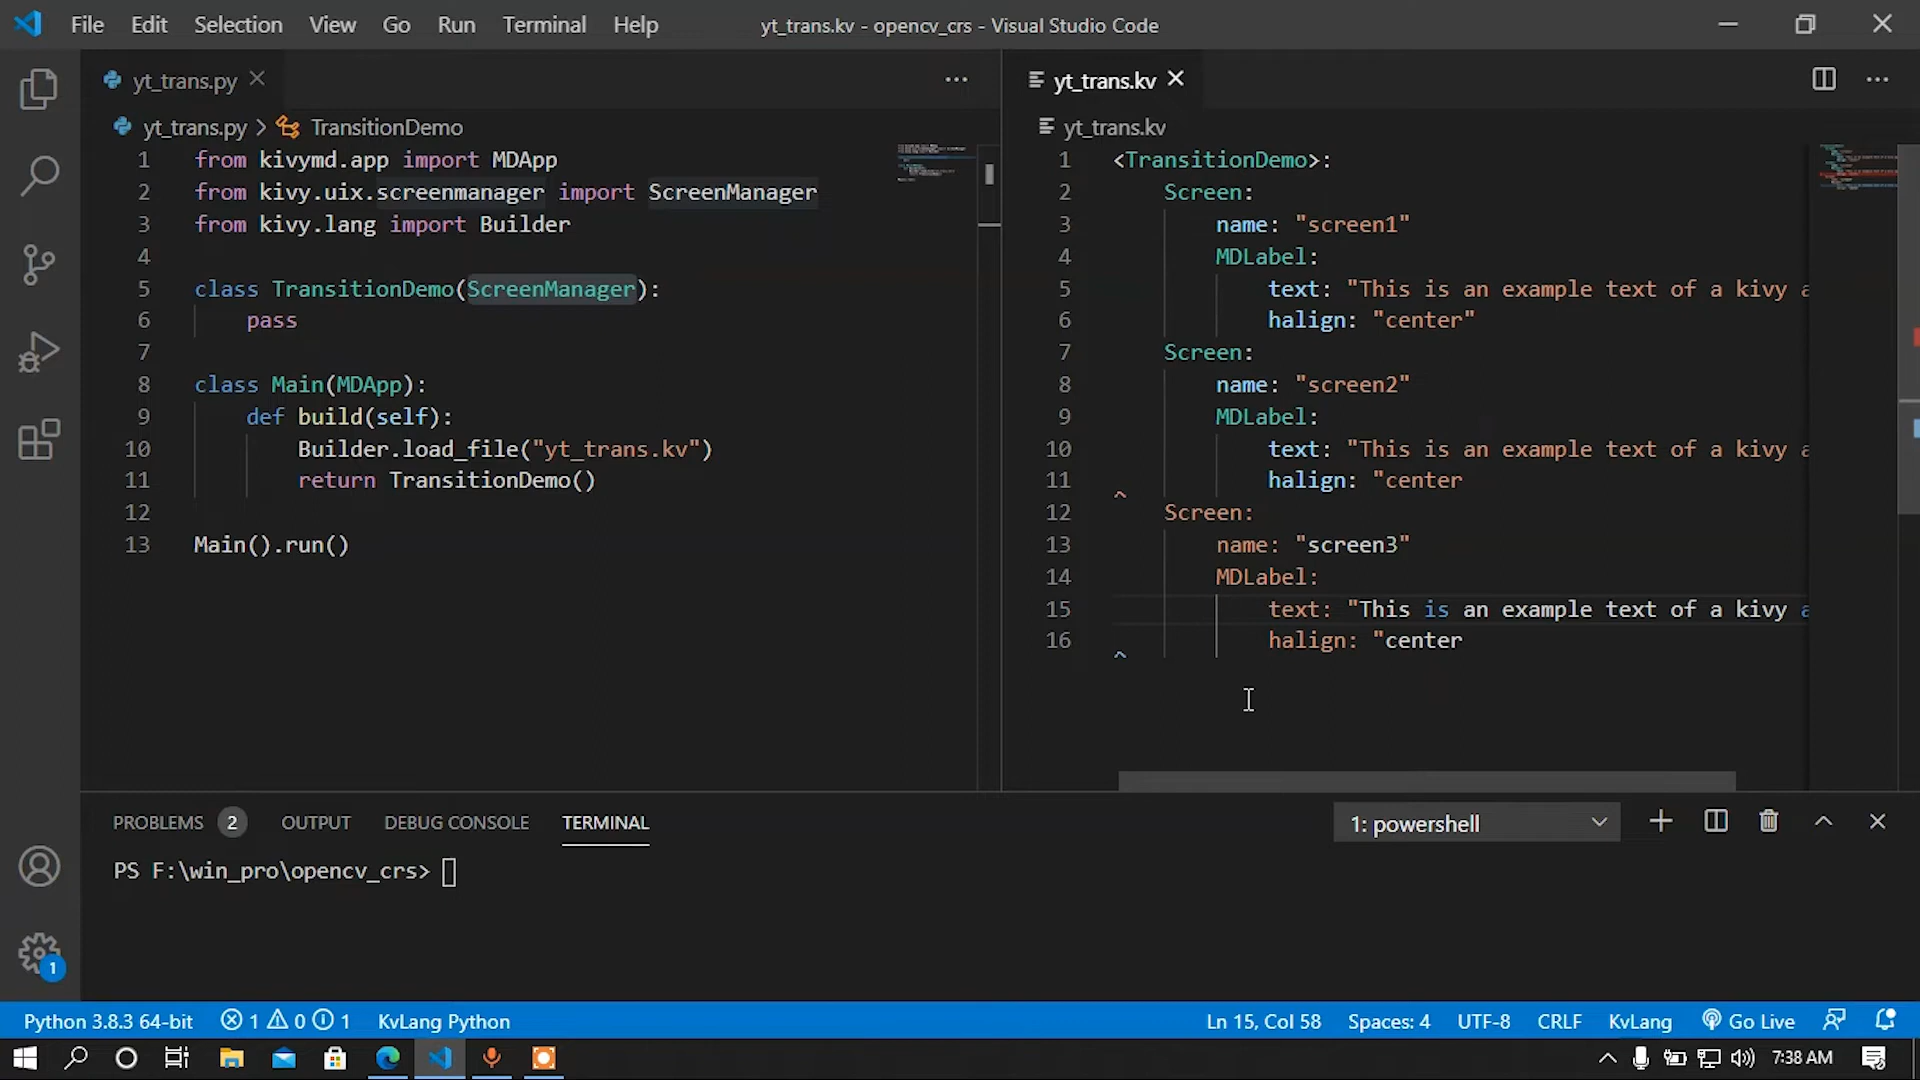 File Edit Selection View Go Run Terminal Help yt_trans.kv - opencv_crs - Visual Studio Code
yt_trans.py
yt_trans.py > TransitionDemo
1 from kivymd.app import MDApp
2 from kivy.uix.screenmanager import ScreenManager
3 from kivy.lang import Builder
4
5 class TransitionDemo(ScreenManager):
6 pass
7
8 class Main(MDApp):
9 def build(self):
10 Builder.load_file("yt_trans.kv")
11 return TransitionDemo()
12
13 Main().run()
yt_trans.kv
yt_trans.kv
1 <TransitionDemo>:
2 Screen:
3 name: "screen1"
4 MDLabel:
5 text: "This is an example text of a kivy a
6 halign: "center"
7 Screen:
8 name: "screen2"
9 MDLabel:
10 text: "This is an example text of a kivy a
11 halign: "center
12 Screen:
13 name: "screen3"
14 MDLabel:
15 text: "This is an example text of a kivy a
16 halign: "center
PROBLEMS 2 OUTPUT DEBUG CONSOLE TERMINAL 1: powershell
PS F:\win_pro\opencv_crs>
1
Python 3.8.3 64-bit 1 0 1 KvLang Python Ln 15, Col 58 Spaces: 4 UTF-8 CRLF KvLang Go Live
7:38 AM